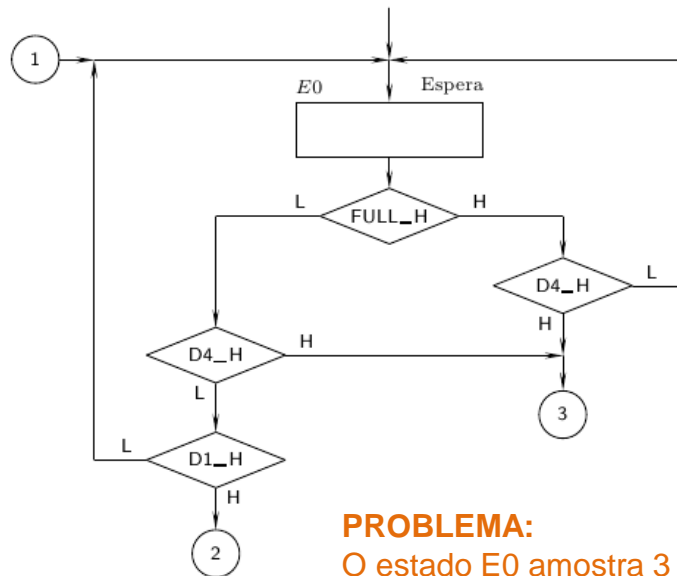 1
E0 Espera
L FULL_H H
D4_H L
H
D4_H H
L
L D1_H
H
3
2
PROBLEMA:
O estado E0 amostra 3